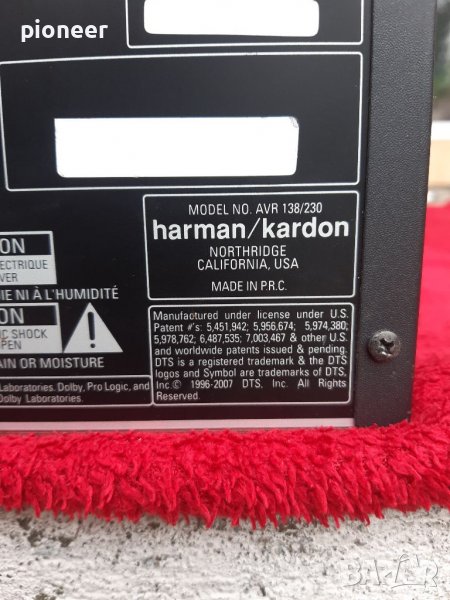 pioneer
MODEL NO. AVR 138/230
harman/kardon
NORTHRIDGE
CALIFORNIA, USA
MADE IN P.R.C.
ON
ECTRIQUE
VER
IE NI À L'HUMIDITÉ
ON
IC SHOCK
PEN
AIN OR MOISTURE
Laboratories. Dolby, Pro Logic, and
Dolby Laboratories.
Manufactured under license under U.S.
Patent #'s: 5,451,942; 5,956,674; 5,974,380;
5,978,762; 6,487,535; 7,003,467 & other U.S.
and worldwide patents issued & pending.
DTS is a registered trademark & the DTS
logos and Symbol are trademarks of DTS,
Inc.© 1996-2007 DTS, Inc. All Rights
Reserved.
BAZAR.BG